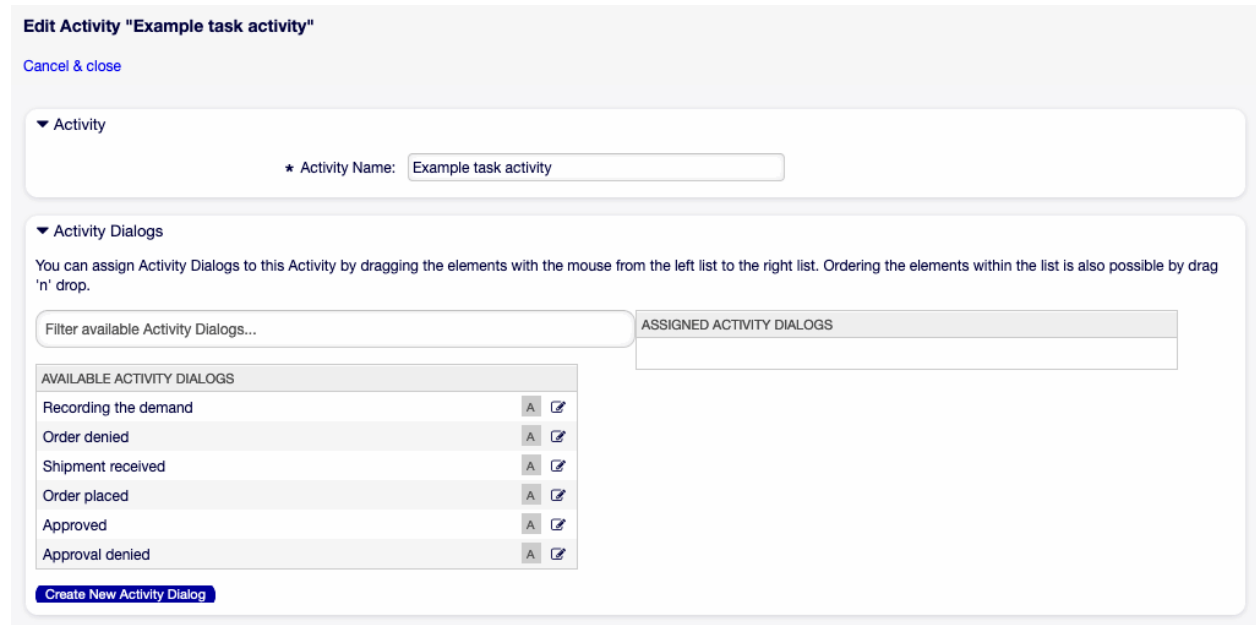 Edit Activity "Example task activity"
Cancel & close
Activity
★ Activity Name: Example task activity
Activity Dialogs
You can assign Activity Dialogs to this Activity by dragging the elements with the mouse from the left list to the right list. Ordering the elements within the list is also possible by drag
'n' drop.
Filter available Activity Dialogs...
ASSIGNED ACTIVITY DIALOGS
AVAILABLE ACTIVITY DIALOGS
Recording the demand A
Order denied A
Shipment received A
Order placed A
Approved A
Approval denied A
Create New Activity Dialog